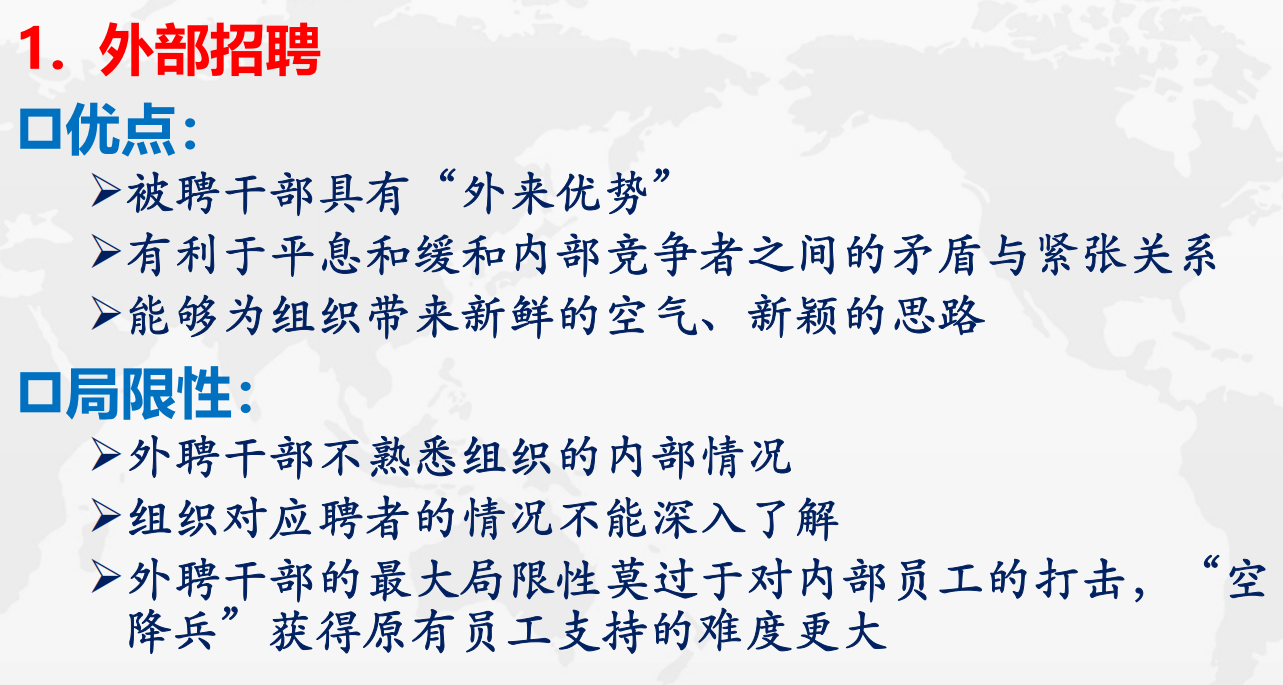 1. 外部招聘
口优点：
➢被聘干部具有“外来优势”
➢有利于平息和缓和内部竞争者之间的矛盾与紧张关系
➢能够为组织带来新鲜的空气、新颖的思路
口局限性：
➢外聘干部不熟悉组织的内部情况
➢组织对应聘者的情况不能深入了解
➢外聘干部的最大局限性莫过于对内部员工的打击，“空
降兵”获得原有员工支持的难度更大